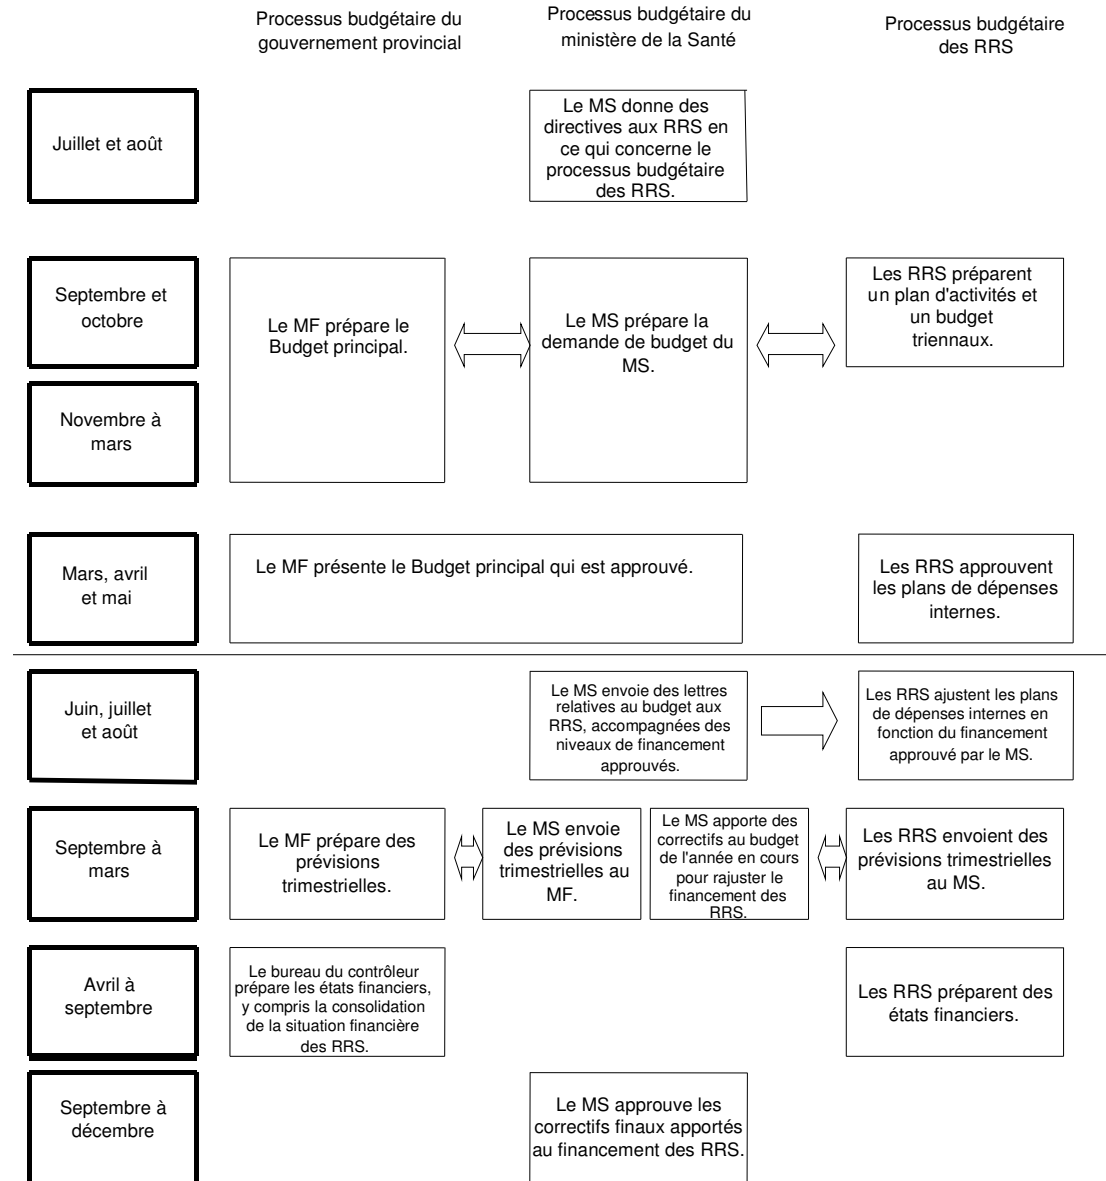 Processus budgétaire du
gouvernement provincial
Processus budgétaire du
ministère de la Santé
Processus budgétaire
des RRS
Juillet et août
Le MS donne des
directives aux RRS en
ce qui concerne le
processus budgétaire
des RRS.
Septembre et
octobre
Le MF prépare le
Budget principal.
Le MS prépare la
demande de budget du
MS.
Les RRS préparent
un plan d'activités et
un budget
triennaux.
Novembre à
mars
Mars, avril
et mai
Le MF présente le Budget principal qui est approuvé.
Les RRS approuvent
les plans de dépenses
internes.
Juin, juillet
et août
Le MS envoie des lettres
relatives au budget aux
RRS, accompagnées des
niveaux de financement
approuvés.
Les RRS ajustent les plans
de dépenses internes en
fonction du financement
approuvé par le MS.
Septembre à
mars
Le MF prépare des
prévisions
trimestrielles.
Le MS envoie
des prévisions
trimestrielles au
MF.
Le MS apporte des
correctifs au budget
de l'année en cours
pour rajuster le
financement des
RRS.
Les RRS envoient des
prévisions trimestrielles
au MS.
Avril à
septembre
Le bureau du contrôleur
prépare les états financiers,
y compris la consolidation
de la situation financière
des RRS.
Les RRS préparent des
états financiers.
Septembre à
décembre
Le MS approuve les
correctifs finaux apportés
au financement des RRS.